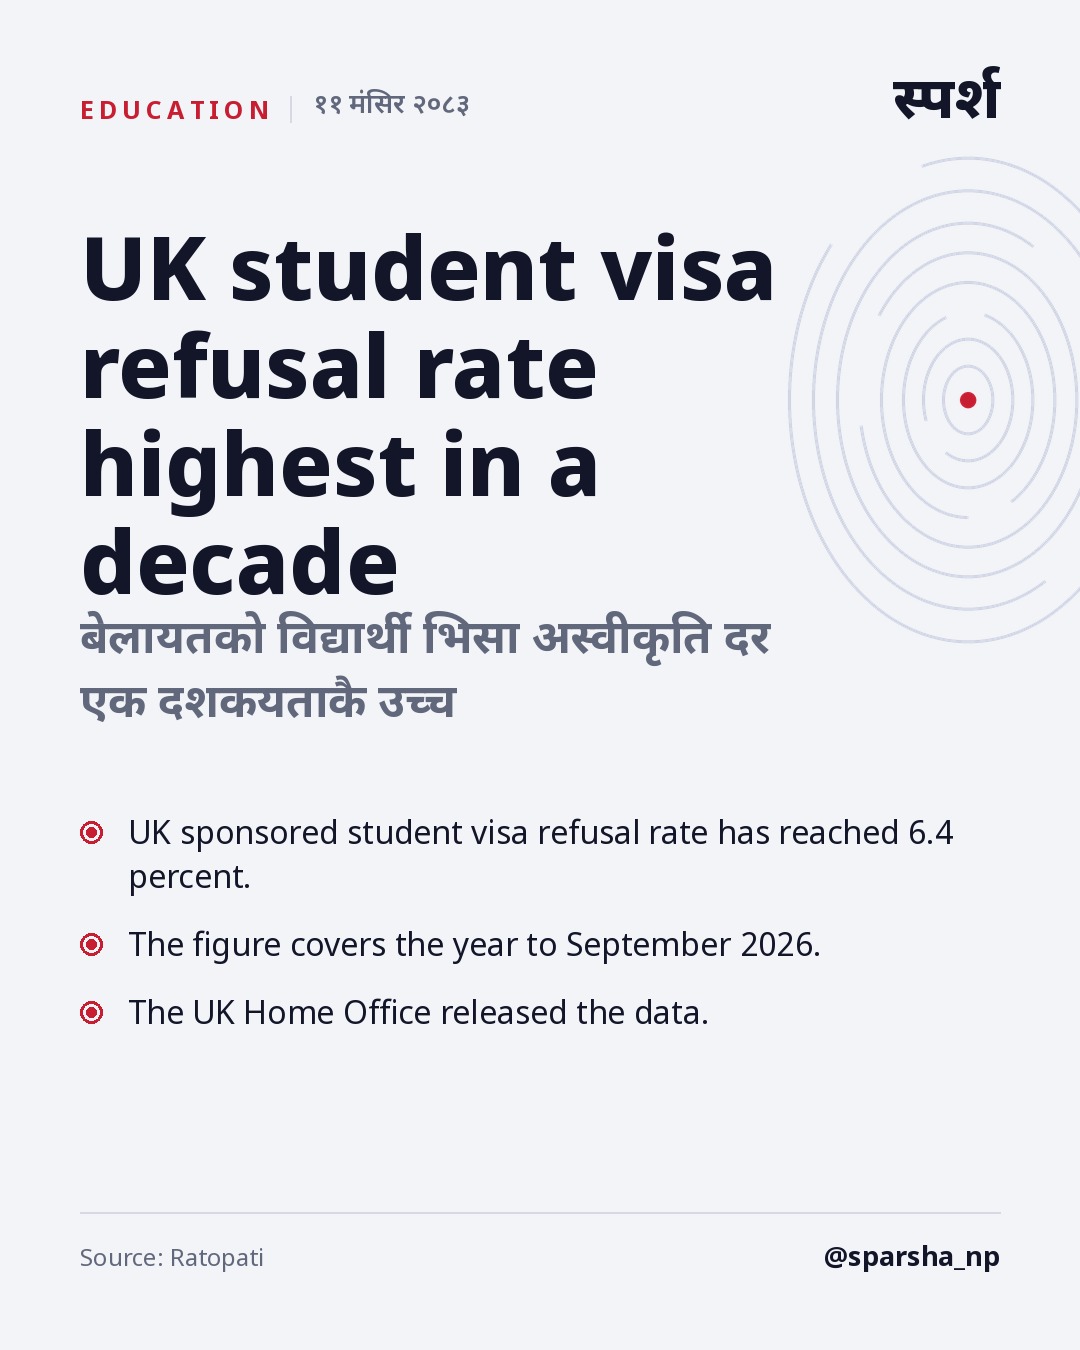 EDUCATION | ११ मंसिर २०८३
स्पर्श
UK student visa
refusal rate
highest in a
decade
बेलायतको विद्यार्थी भिसा अस्वीकृति दर
एक दशकयताकै उच्च
UK sponsored student visa refusal rate has reached 6.4
percent.
The figure covers the year to September 2026.
The UK Home Office released the data.
Source: Ratopati
@sparsha_np